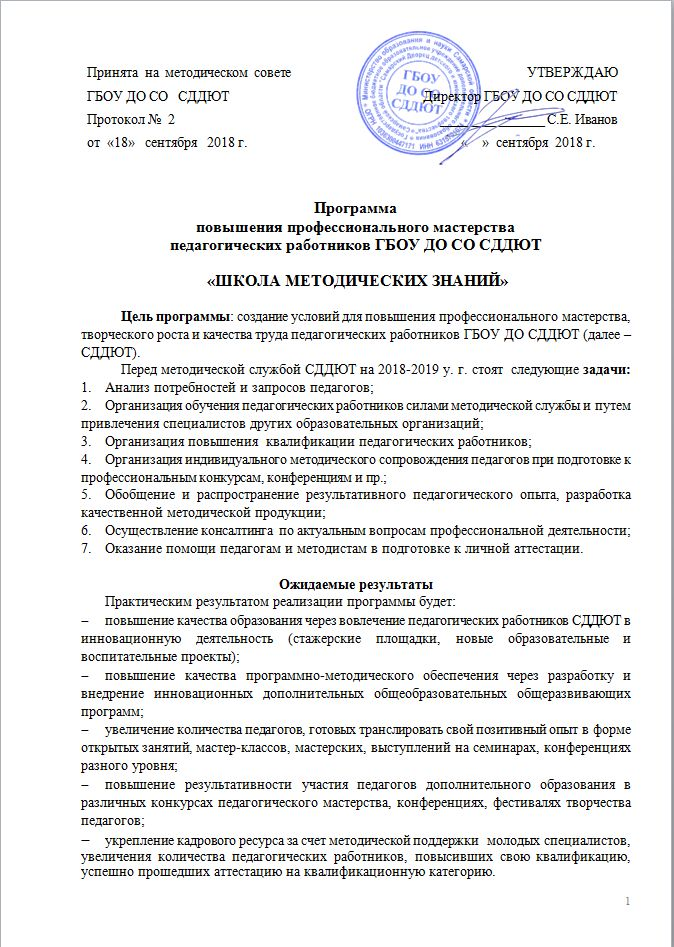 Принята на методическом совете
УТВЕРЖДАЮ
ГБОУ ДО СО СДДЮТ
Директор ГБОУ ДО СО СДДЮТ
Протокол № 2
С.Е. Иванов
от «18» сентября 2018 г.
« » сентября 2018 г.
ГБОУ
ДО СО
СДДЮТ
Программа
повышения профессионального мастерства
педагогических работников ГБОУ ДО СО СДДЮТ
«ШКОЛА МЕТОДИЧЕСКИХ ЗНАНИЙ»
Цель программы: создание условий для повышения профессионального мастерства,
творческого роста и качества труда педагогических работников ГБОУ ДО СДДЮТ (далее –
СДДЮТ).
Перед методической службой СДДЮТ на 2018-2019 у. г. стоят следующие задачи:
1. Анализ потребностей и запросов педагогов;
2. Организация обучения педагогических работников силами методической службы и путем
привлечения специалистов других образовательных организаций;
3. Организация повышения квалификации педагогических работников;
4. Организация индивидуального методического сопровождения педагогов при подготовке к
профессиональным конкурсам, конференциям и пр.;
5. Обобщение и распространение результативного педагогического опыта, разработка
качественной методической продукции;
6. Осуществление консалтинга по актуальным вопросам профессиональной деятельности;
7. Оказание помощи педагогам и методистам в подготовке к личной аттестации.
Ожидаемые результаты
Практическим результатом реализации программы будет:
– повышение качества образования через вовлечение педагогических работников СДДЮТ в
инновационную деятельность (стажерские площадки, новые образовательные и
воспитательные проекты);
– повышение качества программно-методического обеспечения через разработку и
внедрение инновационных дополнительных общеобразовательных общеразвивающих
программ;
– увеличение количества педагогов, готовых транслировать свой позитивный опыт в форме
открытых занятий, мастер-классов, мастерских, выступлений на семинарах, конференциях
разного уровня;
– повышение результативности участия педагогов дополнительного образования в
различных конкурсах педагогического мастерства, конференциях, фестивалях творчества
педагогов;
– укрепление кадрового ресурса за счет методической поддержки молодых специалистов,
увеличения количества педагогических работников, повысивших свою квалификацию,
успешно прошедших аттестацию на квалификационную категорию.
1